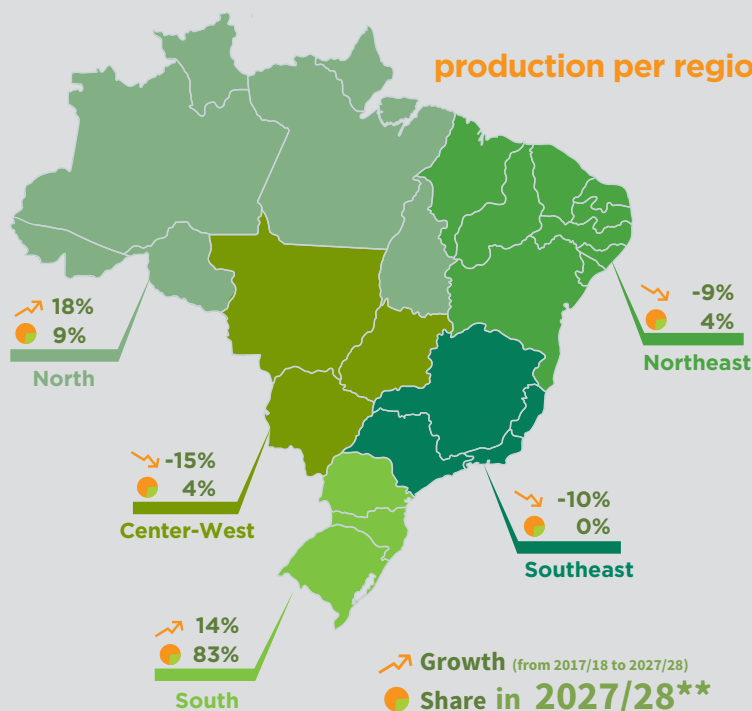 production per regio
18%
9%
North
-9%
4%
Northeast
-15%
4%
Center-West
-10%
0%
Southeast
14%
83%
South
Growth (from 2017/18 to 2027/28)
Share in 2027/28**